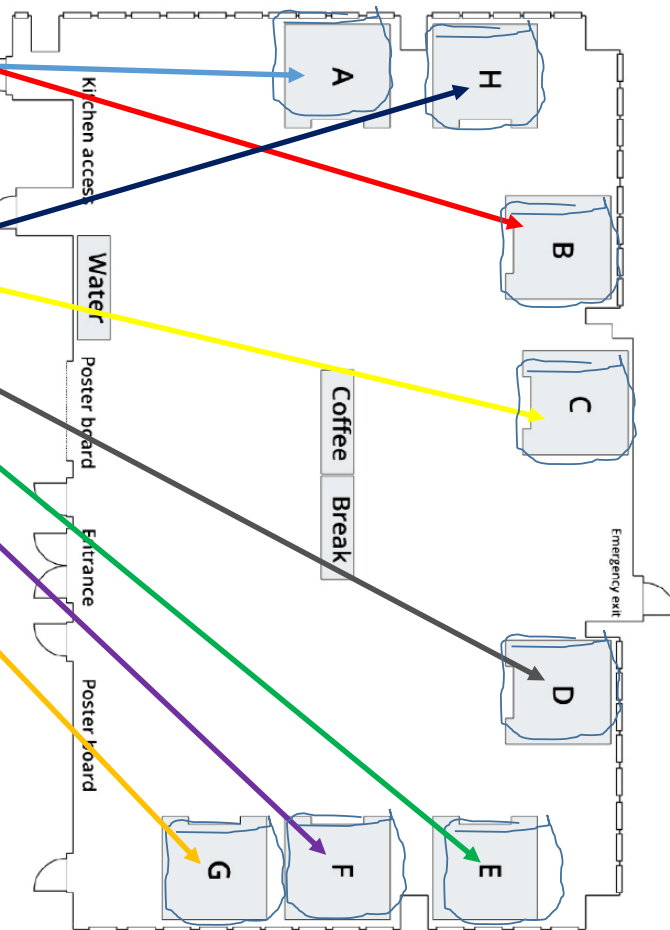 A
H
Kitchen access
B
Water
Poster board
Coffee
C
Break
Entrance
Emergency exit
D
Poster board
G
F
E